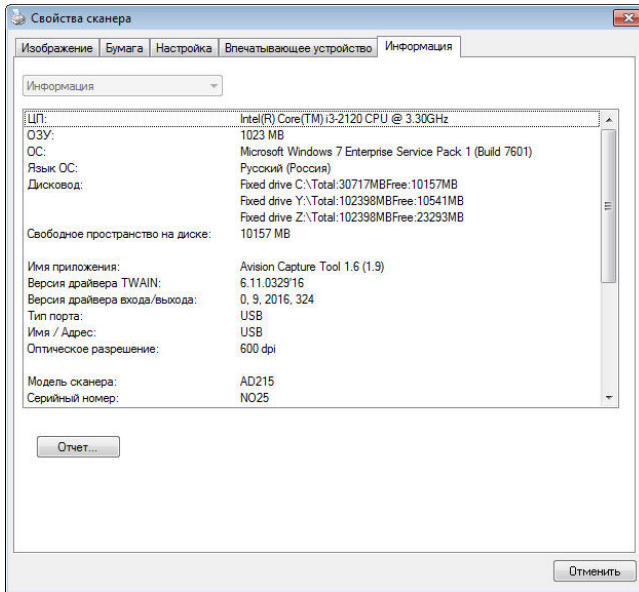 Свойства сканера
Изображение Бумага Настройка Впечатывающее устройство Информация
Информация
ЦП: Intel(R) Core(TM) i3-2120 CPU @ 3.30GHz
ОЗУ: 1023 MB
ОС: Microsoft Windows 7 Enterprise Service Pack 1 (Build 7601)
Язык ОС: Русский (Россия)
Дисковод: Fixed drive C:\Total:30717MBFree:10157MB
Fixed drive Y:\Total:102398MBFree:10541MB
Fixed drive Z:\Total:102398MBFree:23293MB
Свободное пространство на диске: 10157 MB
Имя приложения: Avision Capture Tool 1.6 (1.9)
Версия драйвера TWAIN: 6.11.0329'16
Версия драйвера входа/выхода: 0, 9, 2016, 324
Тип порта: USB
Имя / Адрес: USB
Оптическое разрешение: 600 dpi
Модель сканера: AD215
Серийный номер: NO25
Отчет...
Отменить